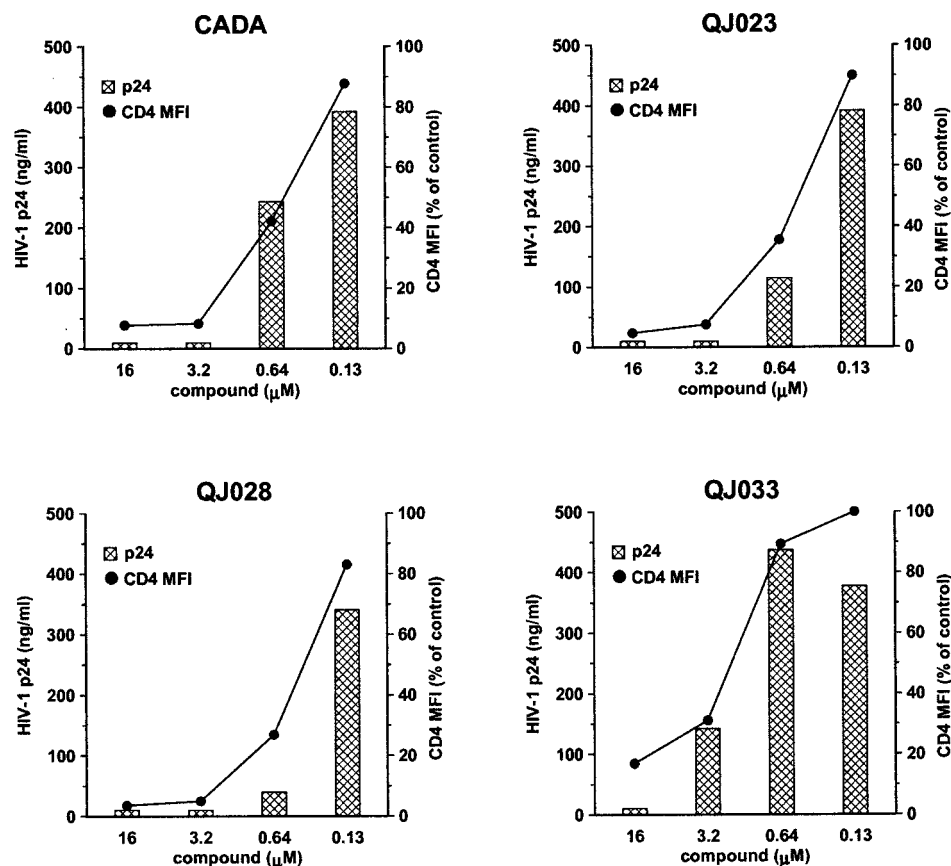 CADA
HIV-1 p24 (ng/ml)
500
400
300
200
100
0
p24
CD4 MFI
100
80
60
40
20
0
CD4 MFI (% of control)
16 3.2 0.64 0.13
compound (μM)
QJ023
HIV-1 p24 (ng/ml)
500
400
300
200
100
0
p24
CD4 MFI
100
80
60
40
20
0
CD4 MFI (% of control)
16 3.2 0.64 0.13
compound (μM)
QJ028
HIV-1 p24 (ng/ml)
500
400
300
200
100
0
p24
CD4 MFI
100
80
60
40
20
0
CD4 MFI (% of control)
16 3.2 0.64 0.13
compound (μM)
QJ033
HIV-1 p24 (ng/ml)
500
400
300
200
100
0
p24
CD4 MFI
100
80
60
40
20
0
CD4 MFI (% of control)
16 3.2 0.64 0.13
compound (μM)